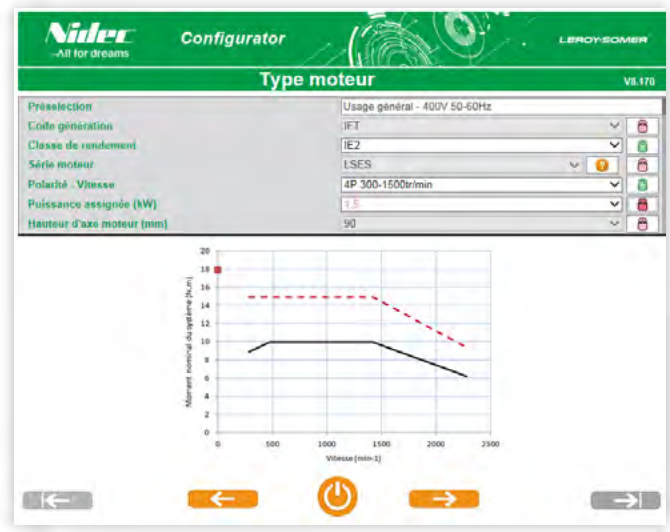 Nidec
All for dreams
Configurator
LEROY-SOMER
Type moteur
V8.170
Préselection
Usage général - 400V 50-60Hz
Code génération
IFT
Classe de rendement
IE2
Série moteur
LSES
?
Polarité . Vitesse
4P 300-1500tr/min
Puissance assignée (kW)
1.5
Hauteur d'axe moteur (mm)
90
Moment nominal du système (N.m)
20
18
16
14
12
10
8
6
4
2
0
0 500 1000 1500 2000 2500
Vitesse (min-1)